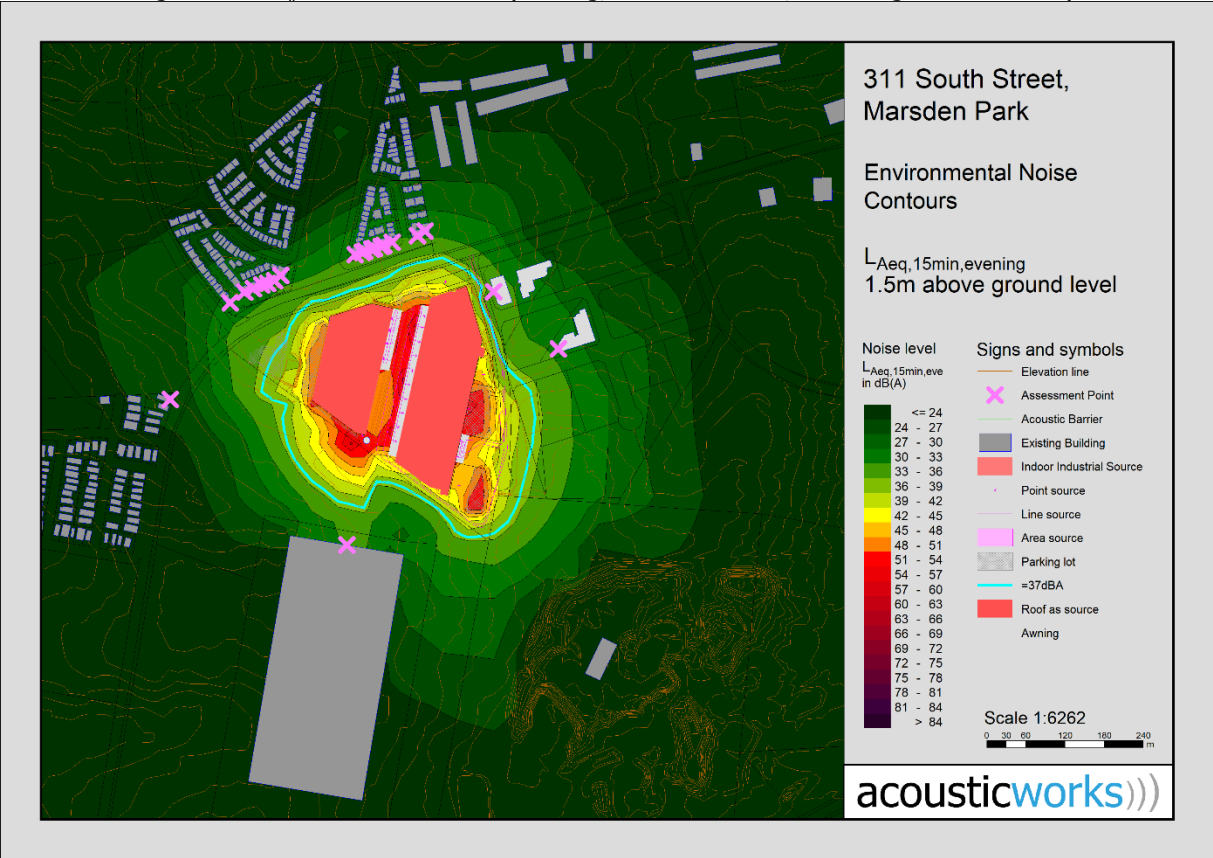 311 South Street,
Marsden Park
Environmental Noise
Contours
LAeq,15min,evening
1.5m above ground level
Noise level
LAeq,15min,eve
in dB(A)
<= 24
24 - 27
27 - 30
30 - 33
33 - 36
36 - 39
39 - 42
42 - 45
45 - 48
48 - 51
51 - 54
54 - 57
57 - 60
60 - 63
63 - 66
66 - 69
69 - 72
72 - 75
75 - 78
78 - 81
81 - 84
> 84
Signs and symbols
Elevation line
Assessment Point
Acoustic Barrier
Existing Building
Indoor Industrial Source
Point source
Line source
Area source
Parking lot
=37dBA
Roof as source
Awning
Scale 1:6262
0 30 60 120 180 240
m
acousticworks)))